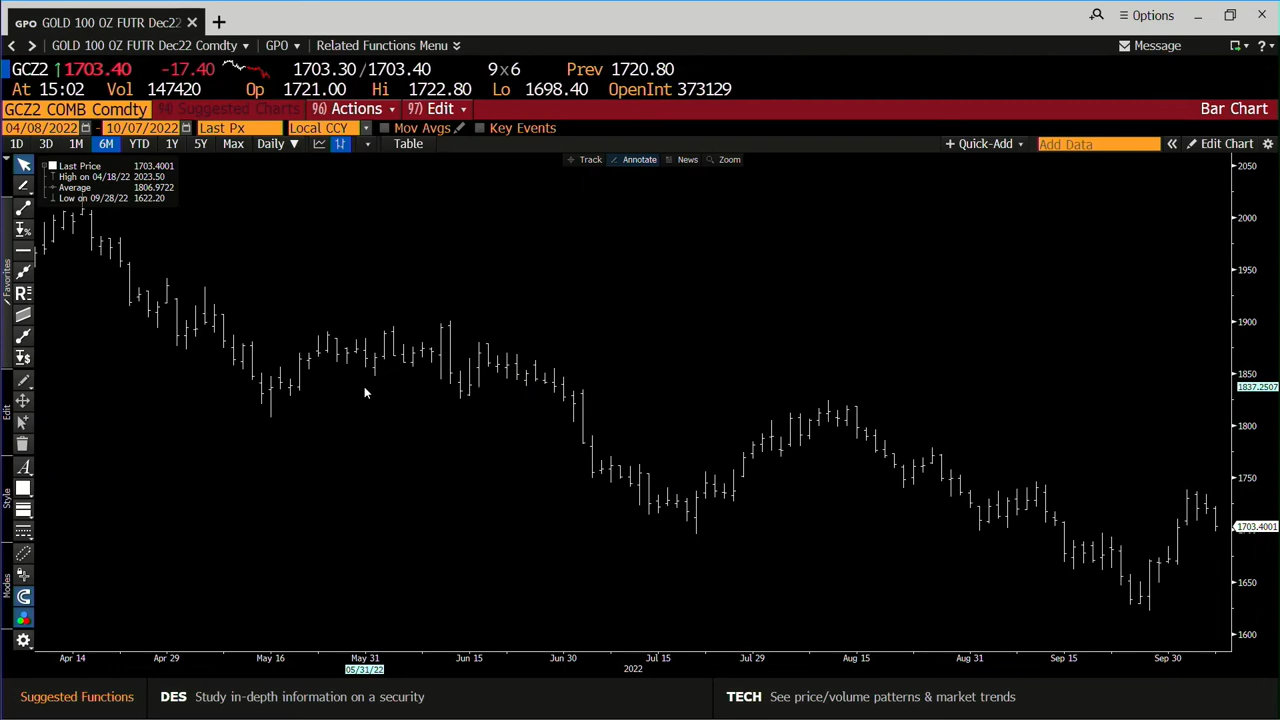 GPO GOLD 100 OZ FUTR Dec22
Options
GOLD 100 OZ FUTR Dec22 Comdty GPO Related Functions Menu
Message
GCZ2 ↑1703.40 -17.40 1703.30/1703.40 9x6 Prev 1720.80
At 15:02 Vol 147420 Op 1721.00 Hi 1722.80 Lo 1698.40 OpenInt 373129
GCZ2 COMB Comdty Suggested Charts 96) Actions 97) Edit Bar Chart
04/08/2022 - 10/07/2022 Last Px Local CCY Mov Avgs Key Events
1D 3D 1M 6M YTD 1Y 5Y Max Daily ▼ Table + Quick-Add Add Data « Edit Chart
Track Annotate News Zoom
Last Price 1703.4001
High on 04/18/22 2023.50
Average 1806.9722
Low on 09/28/22 1622.20
Favorites
Edit
Style
Modes
2050
2000
1950
1900
1850
1837.2507
1800
1750
1703.4001
1650
1600
Apr 14 Apr 29 May 16 May 31 Jun 15 Jun 30 Jul 15 Jul 29 Aug 15 Aug 31 Sep 15 Sep 30
05/31/22
2022
Suggested Functions DES Study in-depth information on a security TECH See price/volume patterns & market trends